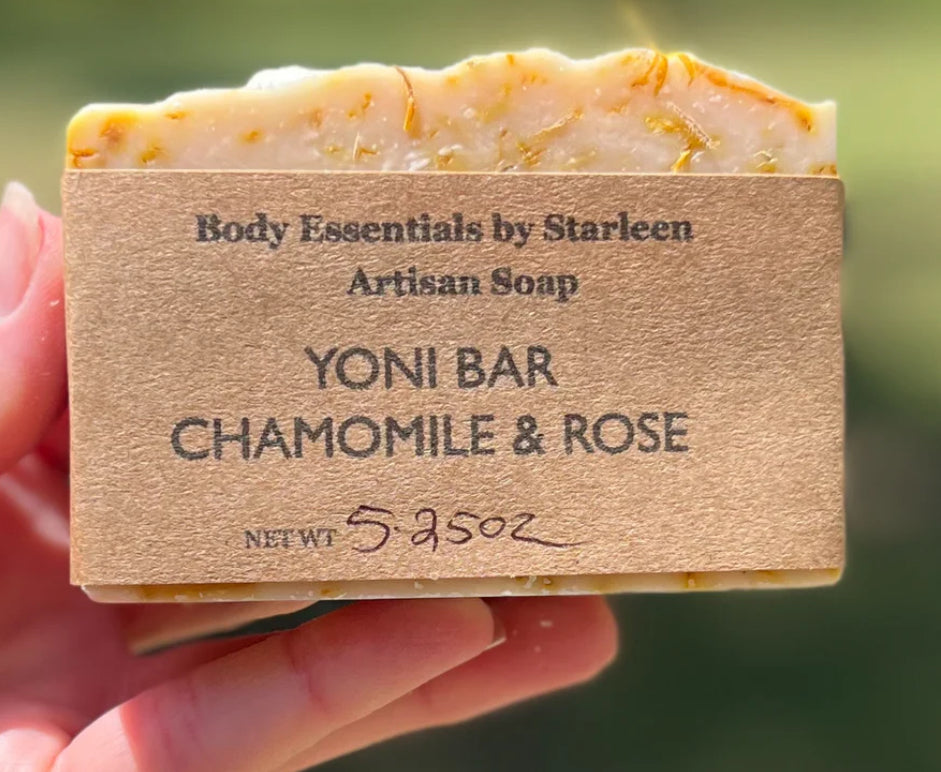 Body Essentials by Starleen
Artisan Soap
YONI BAR
CHAMOMILE & ROSE
NET WT 5.25oz